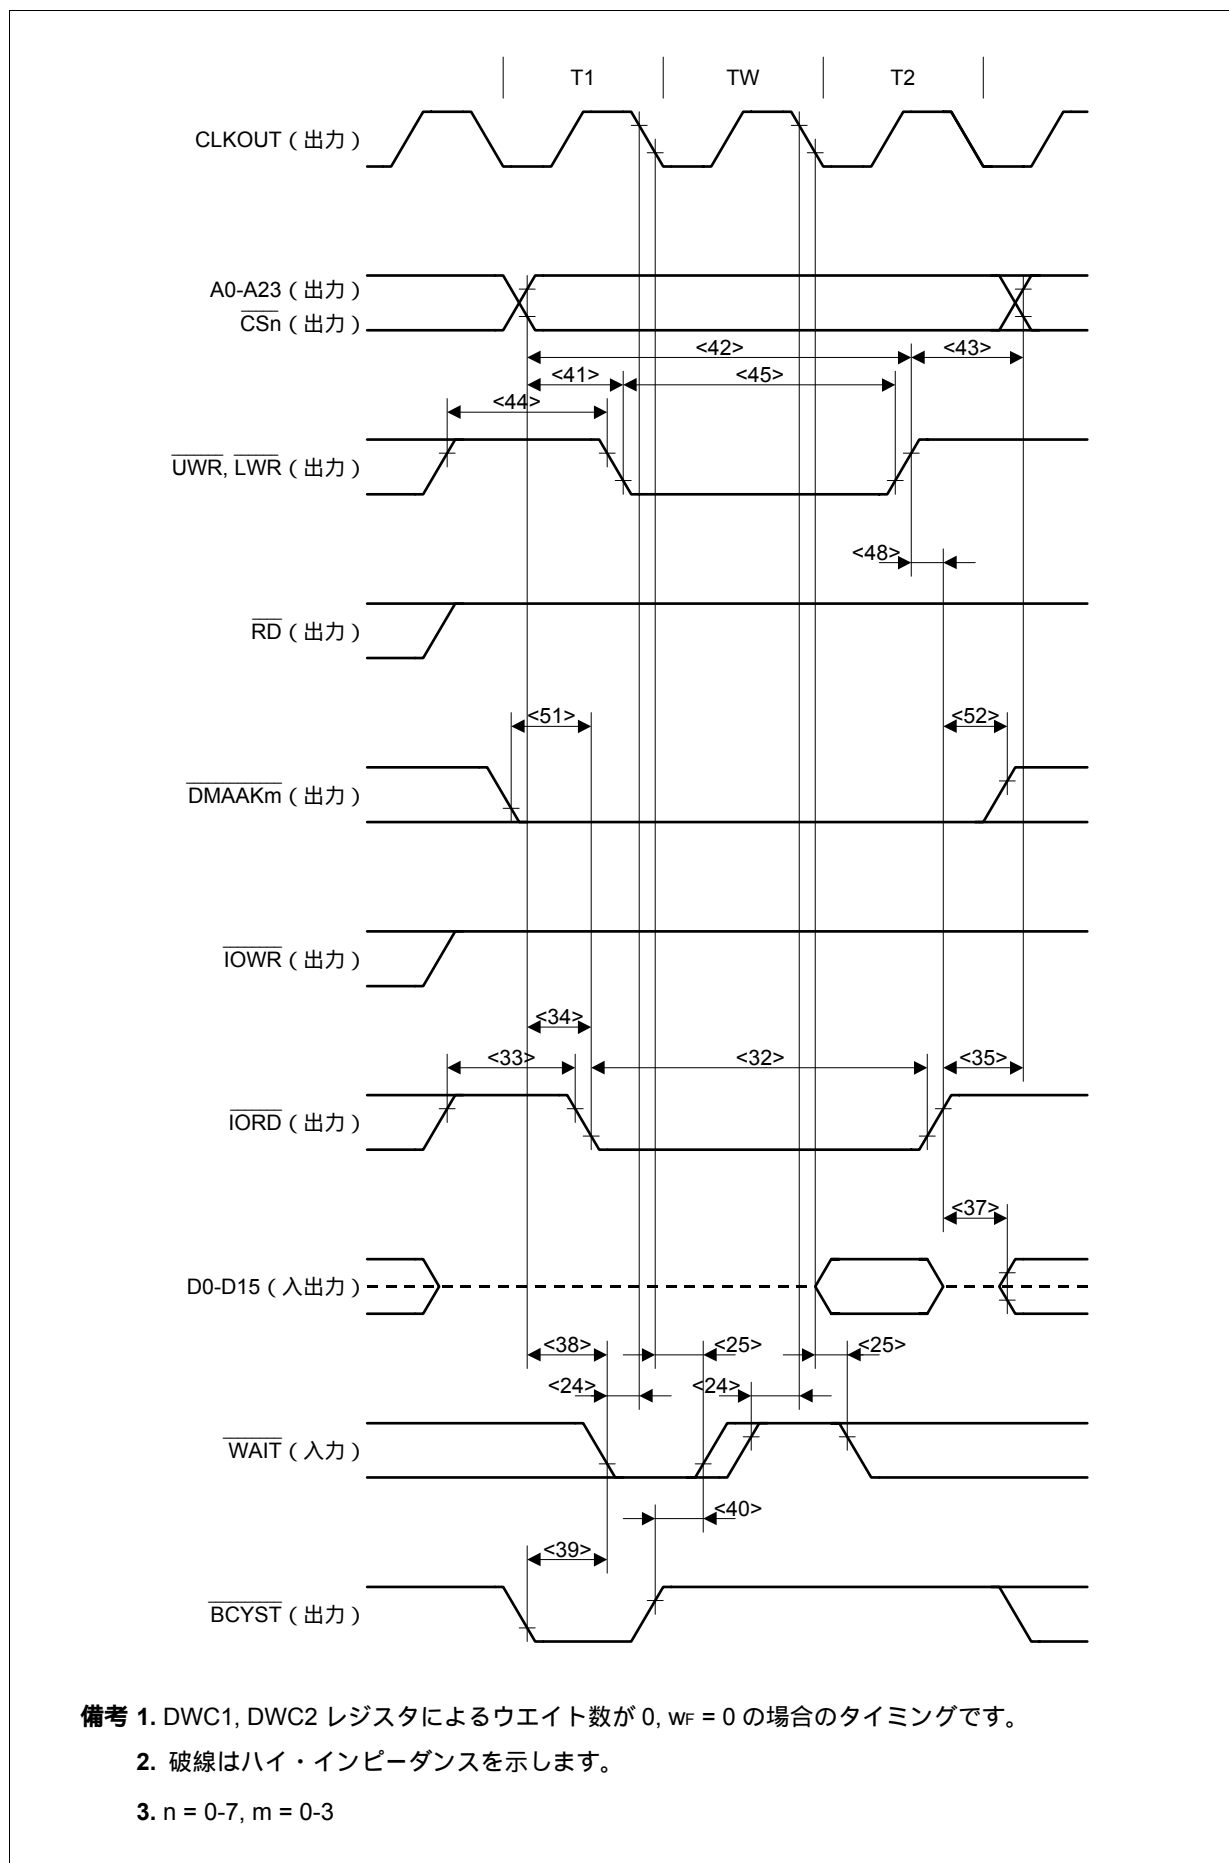 T1 TW T2
CLKOUT（出力）
A0-A23（出力）
CSn（出力）
<42> <43>
<41> <45>
<44>
UWR, LWR（出力）
<48>
RD（出力）
<51> <52>
DMAAKm（出力）
IOWR（出力）
<34>
<33> <32> <35>
IORD（出力）
<37>
D0-D15（入出力）
<38> <25> <25>
<24> <24>
WAIT（入力）
<40>
<39>
BCYST（出力）
備考 1. DWC1, DWC2 レジスタによるウエイト数が 0, wF = 0 の場合のタイミングです。
2. 破線はハイ・インピーダンスを示します。
3. n = 0-7, m = 0-3